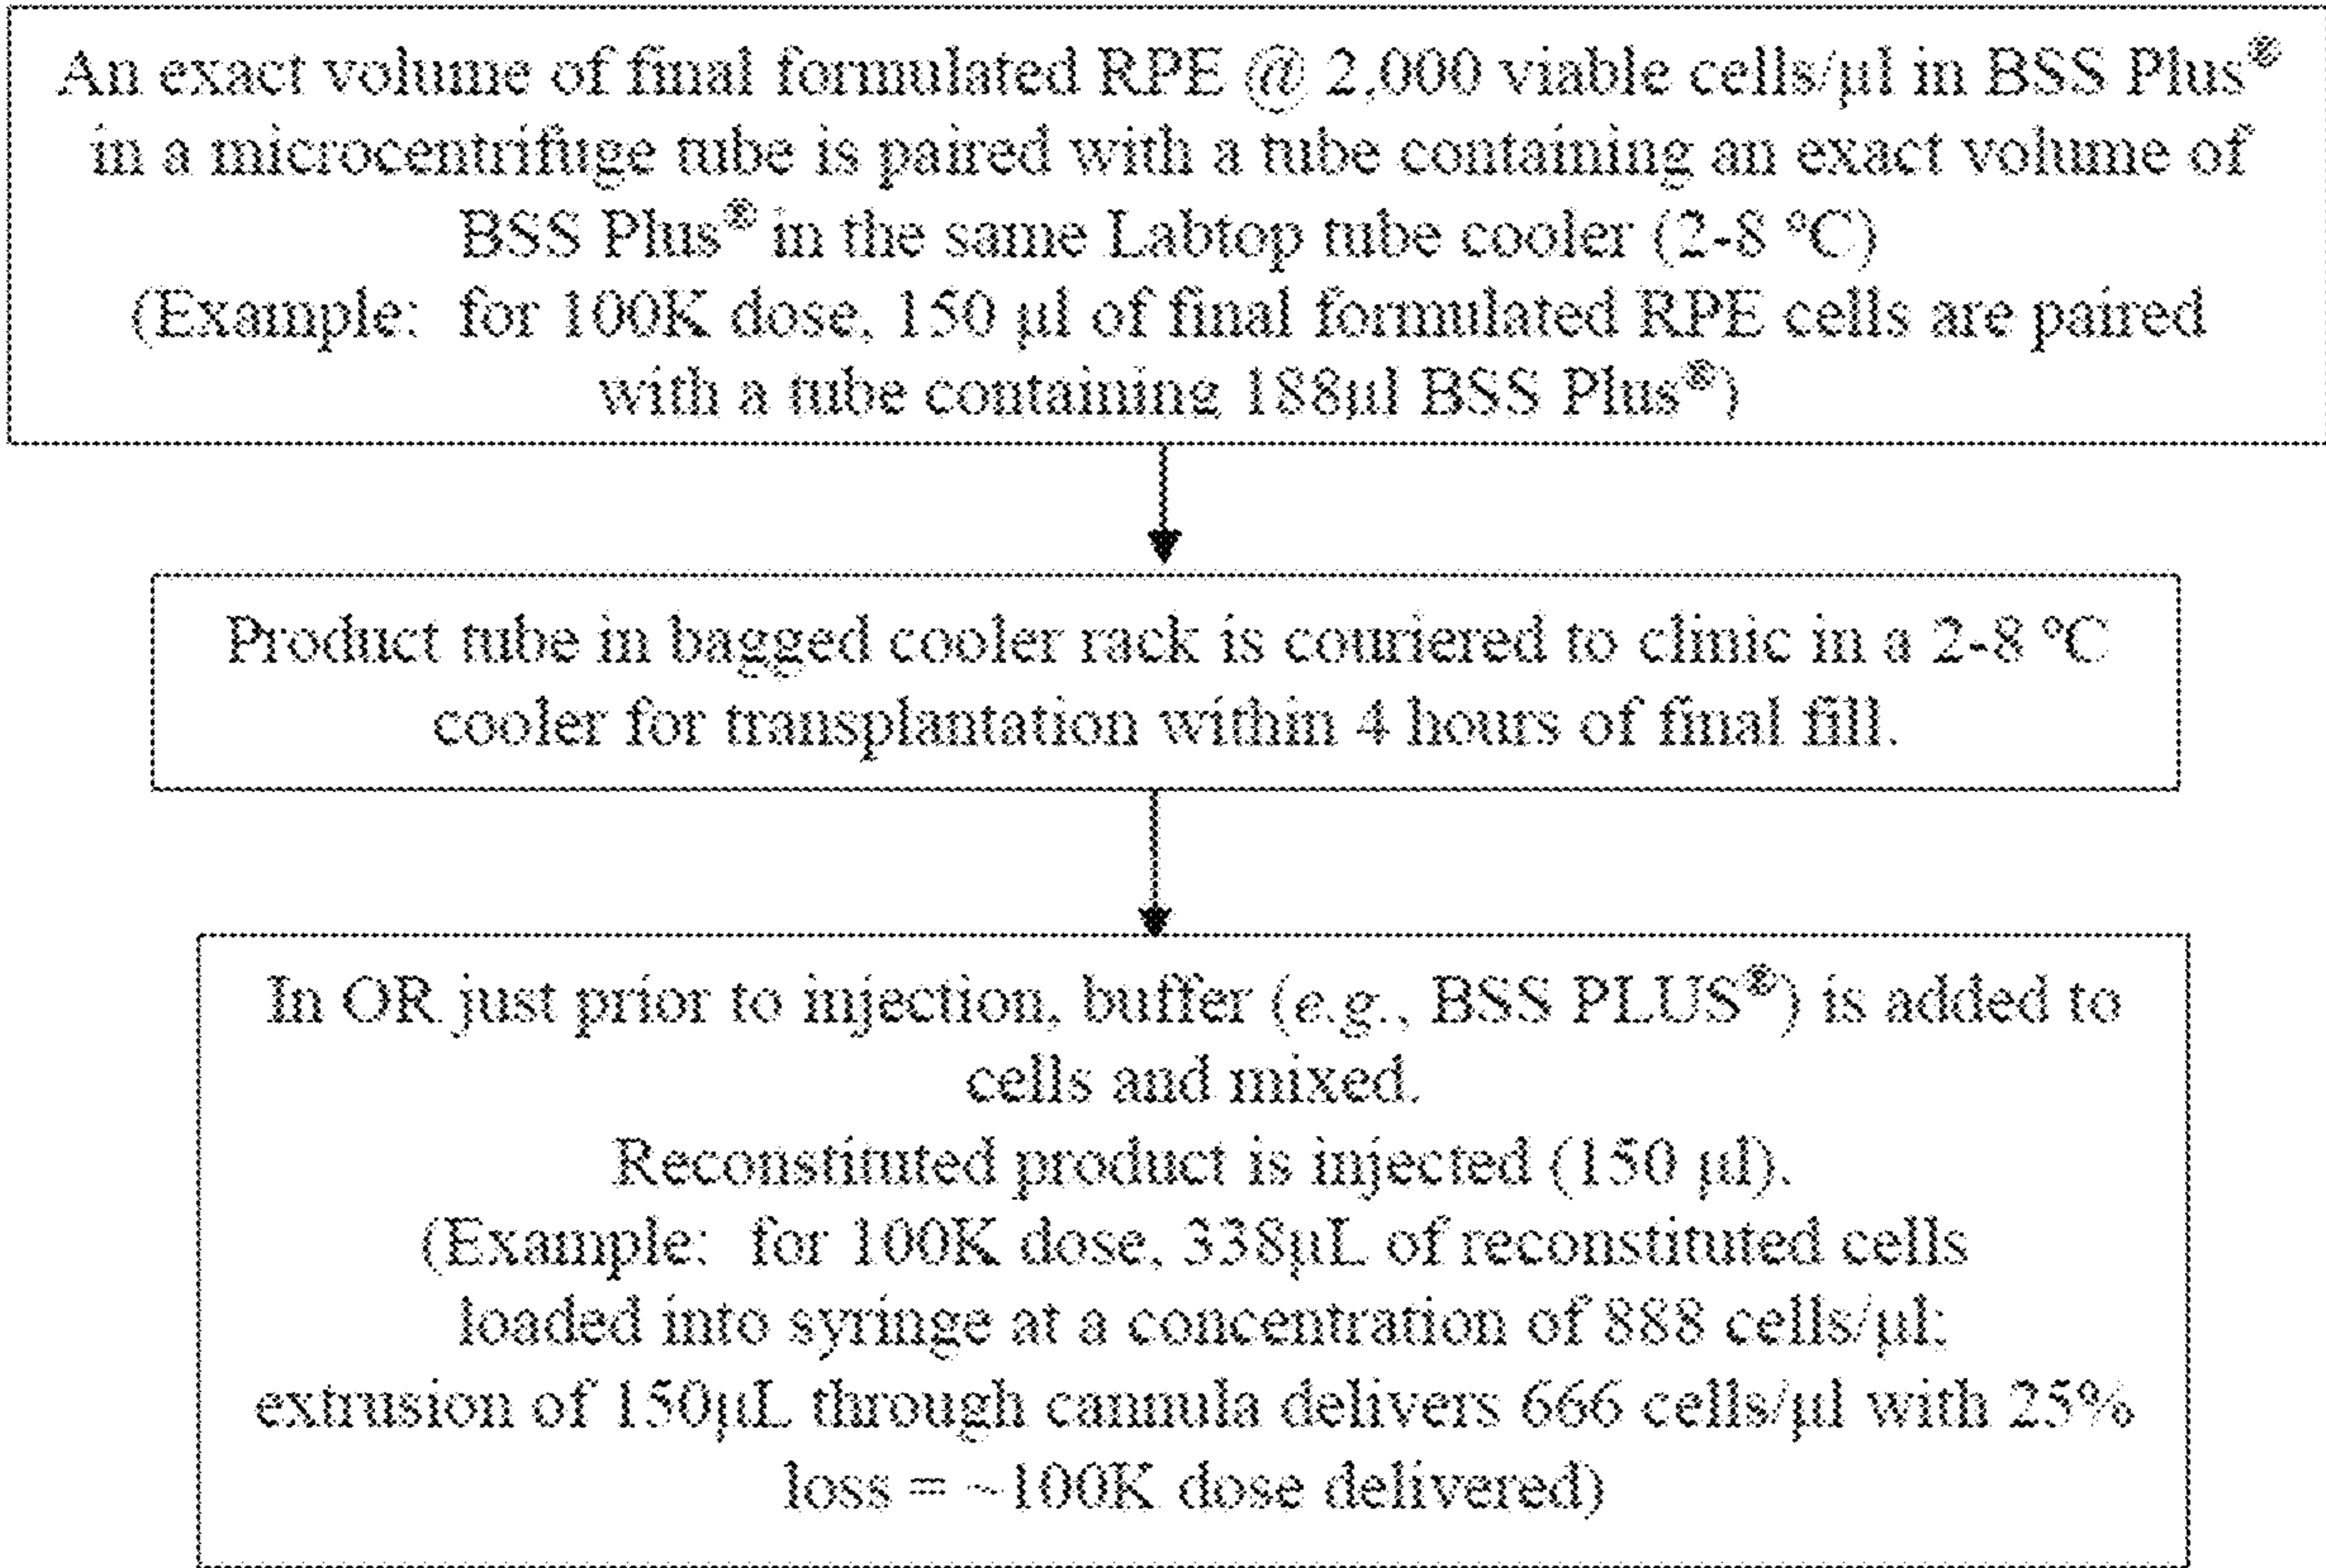 An exact volume of final formulated RPE @ 2,000 viable cells/µl in BSS Plus®
in a microcentrifuge tube is paired with a tube containing an exact volume of
BSS Plus® in the same Labtop tube cooler (2-8 ºC)
(Example:  for 100K dose, 150 µl of final formulated RPE cells are paired
with a tube containing 188µl BSS Plus®)
Product tube in bagged cooler rack is couriered to clinic in a 2-8 ºC
cooler for transplantation within 4 hours of final fill.
In OR just prior to injection, buffer (e.g., BSS PLUS®) is added to
cells and mixed.
Reconstituted product is injected (150 µl).
(Example:  for 100K dose, 338µL of reconstituted cells
loaded into syringe at a concentration of 888 cells/µl;
extrusion of 150µL through cannula delivers 666 cells/µl with 25%
loss = ~100K dose delivered)